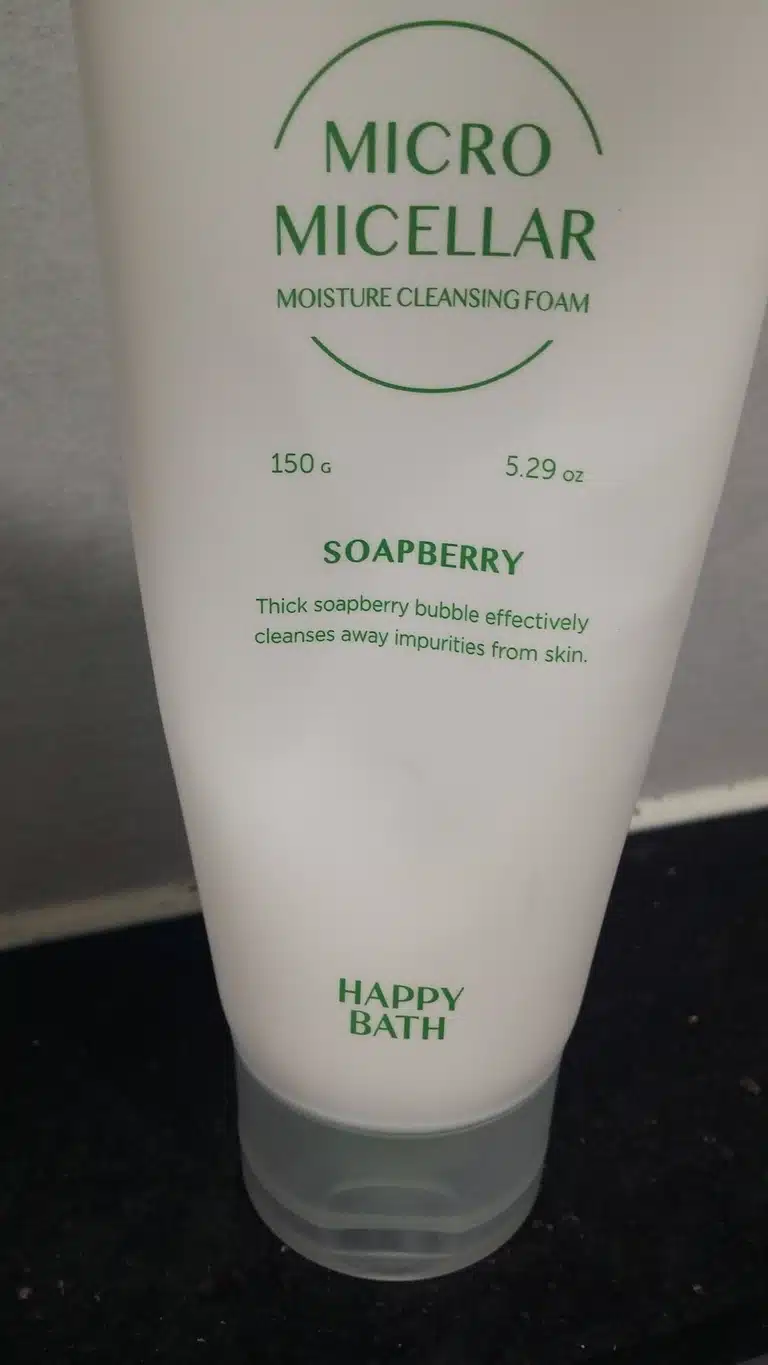 MICRO
MICELLAR
MOISTURE CLEANSING FOAM
150 G 5.29 oz
SOAPBERRY
Thick soapberry bubble effectively
cleanses away impurities from skin.
HAPPY
BATH